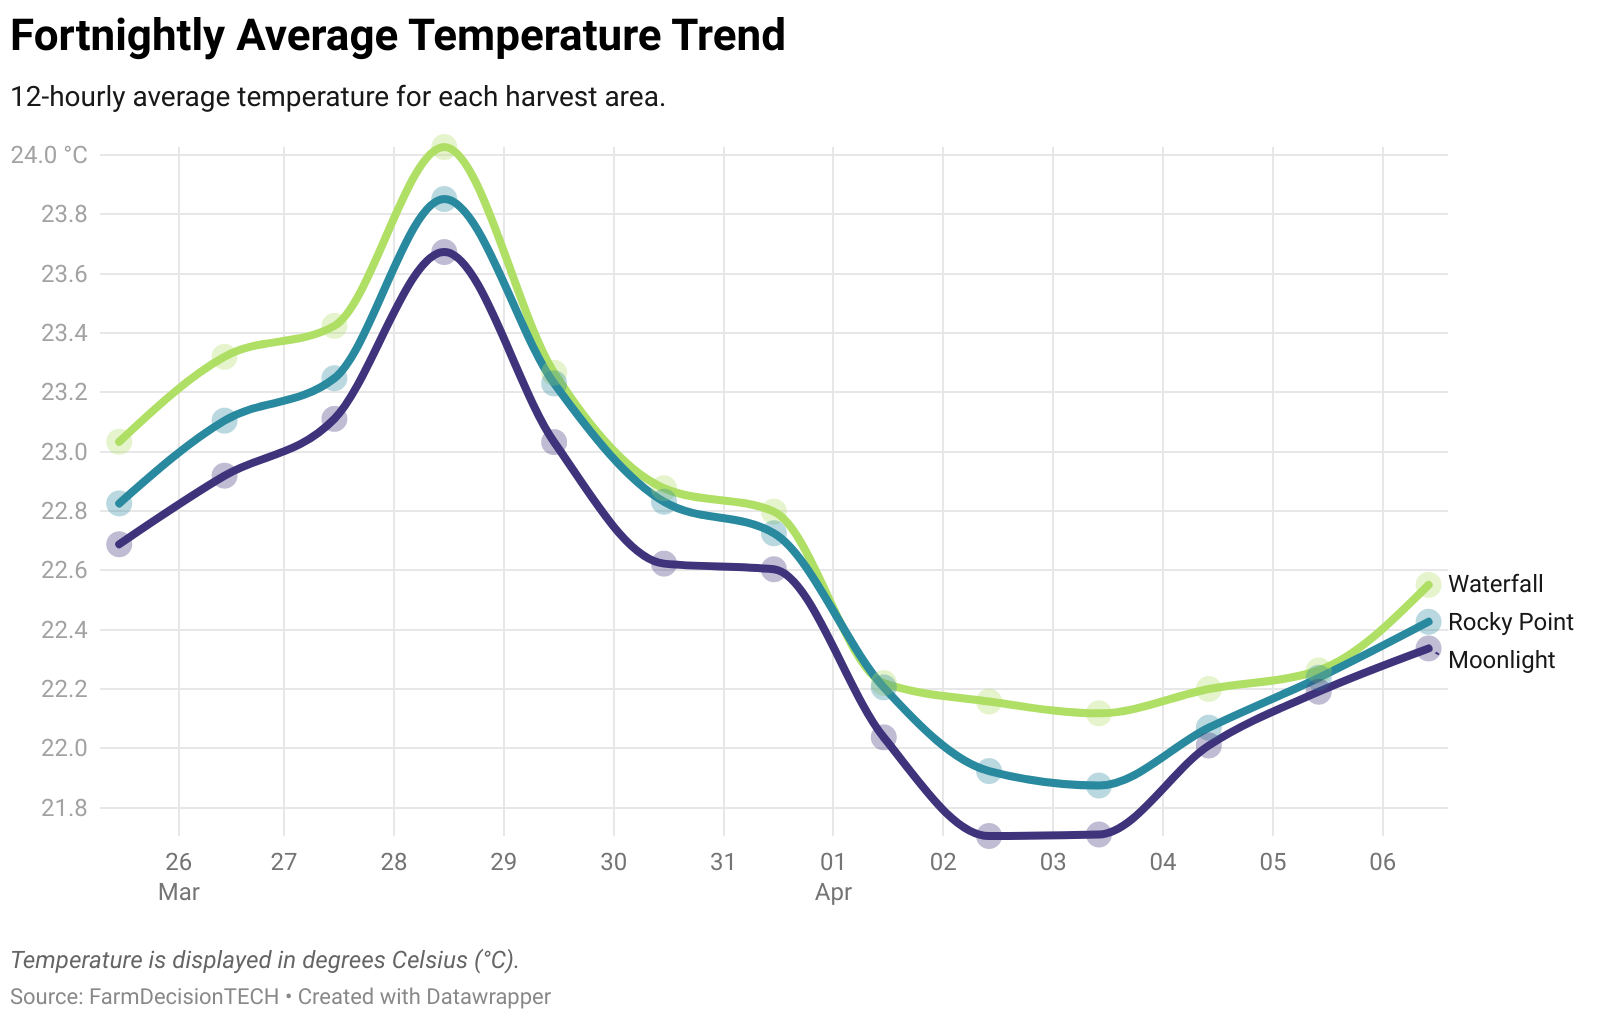 Fortnightly Average Temperature Trend
12-hourly average temperature for each harvest area.
24.0 °C
23.8
23.6
23.4
23.2
23.0
22.8
22.6
22.4
22.2
22.0
21.8
Waterfall
Rocky Point
Moonlight
26 27 28 29 30 31 01 02 03 04 05 06
Mar Apr
Temperature is displayed in degrees Celsius (°C).
Source: FarmDecisionTECH • Created with Datawrapper